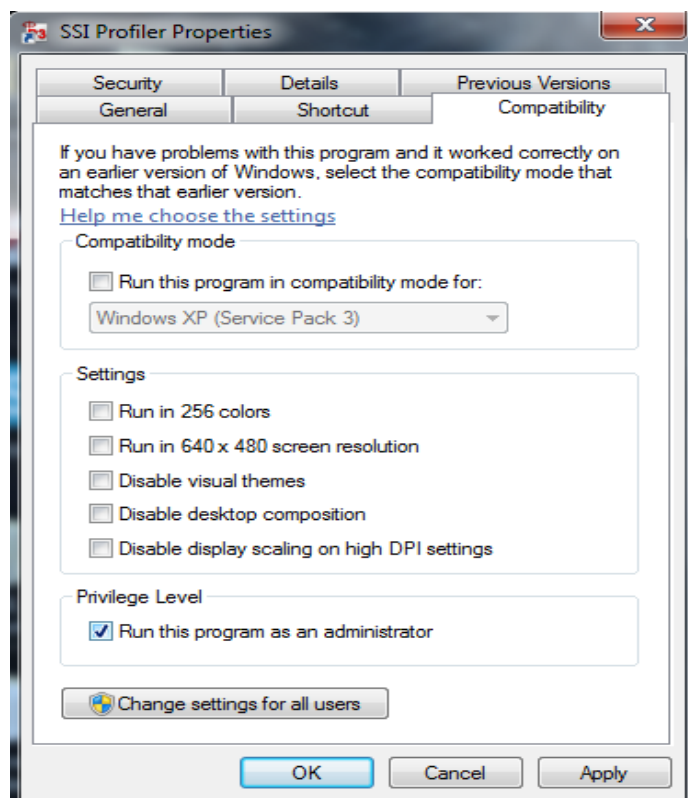 SSI Profiler Properties
Security Details Previous Versions
General Shortcut Compatibility
If you have problems with this program and it worked correctly on
an earlier version of Windows, select the compatibility mode that
matches that earlier version.
Help me choose the settings
Compatibility mode
Run this program in compatibility mode for:
Windows XP (Service Pack 3)
Settings
Run in 256 colors
Run in 640 x 480 screen resolution
Disable visual themes
Disable desktop composition
Disable display scaling on high DPI settings
Privilege Level
Run this program as an administrator
Change settings for all users
OK Cancel Apply